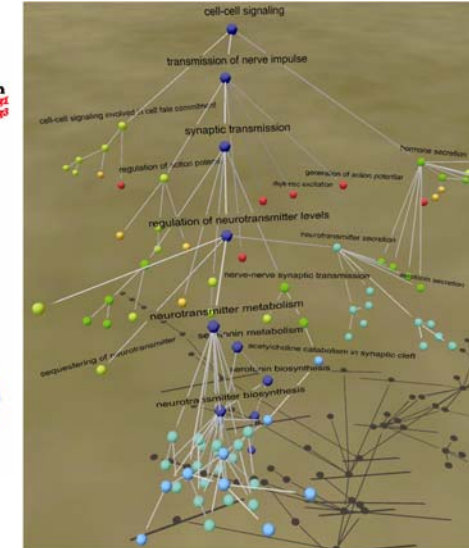 cell-cell signaling
transmission of nerve impulse
cell-cell signaling involved in cell fate commitment
synaptic transmission
hormone secretion
regulation of action potential
generation of action potential
excitation
regulation of neurotransmitter levels
neurotransmitter secretion
secretion
nerve-nerve synaptic transmission
neurotransmitter metabolism
serotonin metabolism
sequestering of neurotransmitter
acetylcholine catabolism in synaptic cleft
serotonin biosynthesis
neurotransmitter biosynthesis